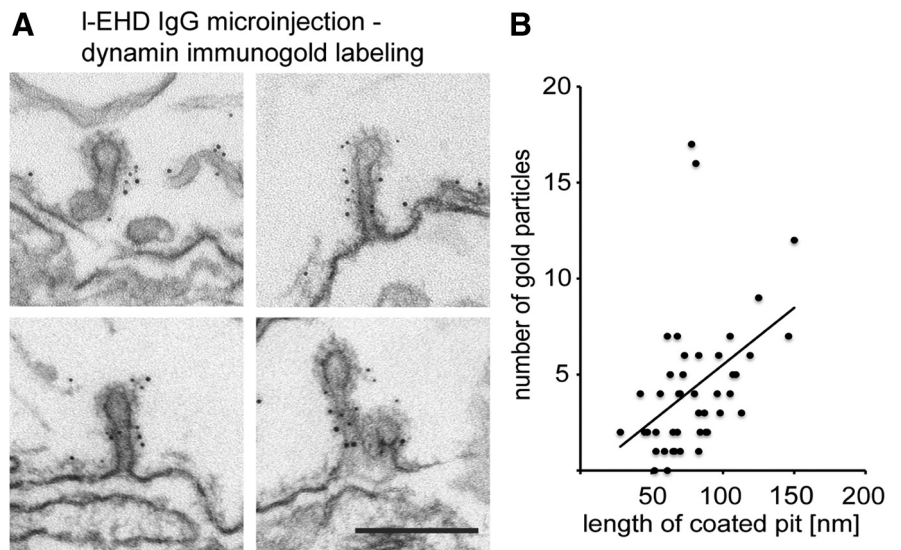 A
l-EHD IgG microinjection -
dynamin immunogold labeling
B
number of gold particles
20
15
10
5
50 100 150 200
length of coated pit [nm]